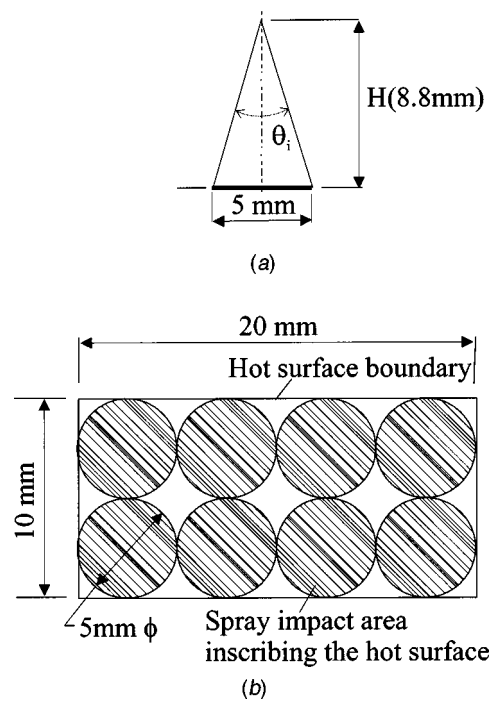 H(8.8mm)
θi
5 mm
(a)
20 mm
Hot surface boundary
10 mm
5mm ϕ
Spray impact area
inscribing the hot surface
(b)